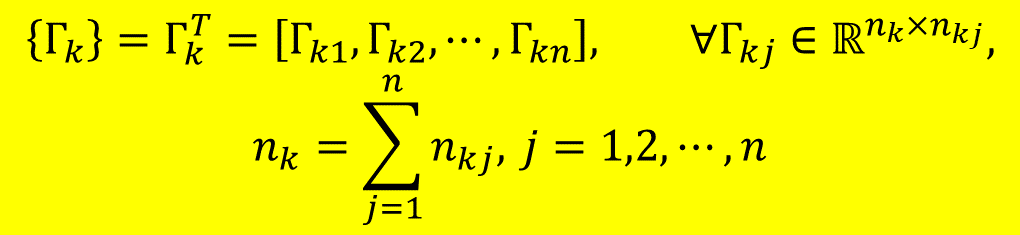 {Γ_k} = Γ_k^T = [Γ_{k1}, Γ_{k2}, ⋯, Γ_{kn}], ∀Γ_{kj} ∈ ℝ^{n_k×n_{kj}},
n_k = \sum_{j=1}^{n} n_{kj}, j = 1,2, ⋯, n